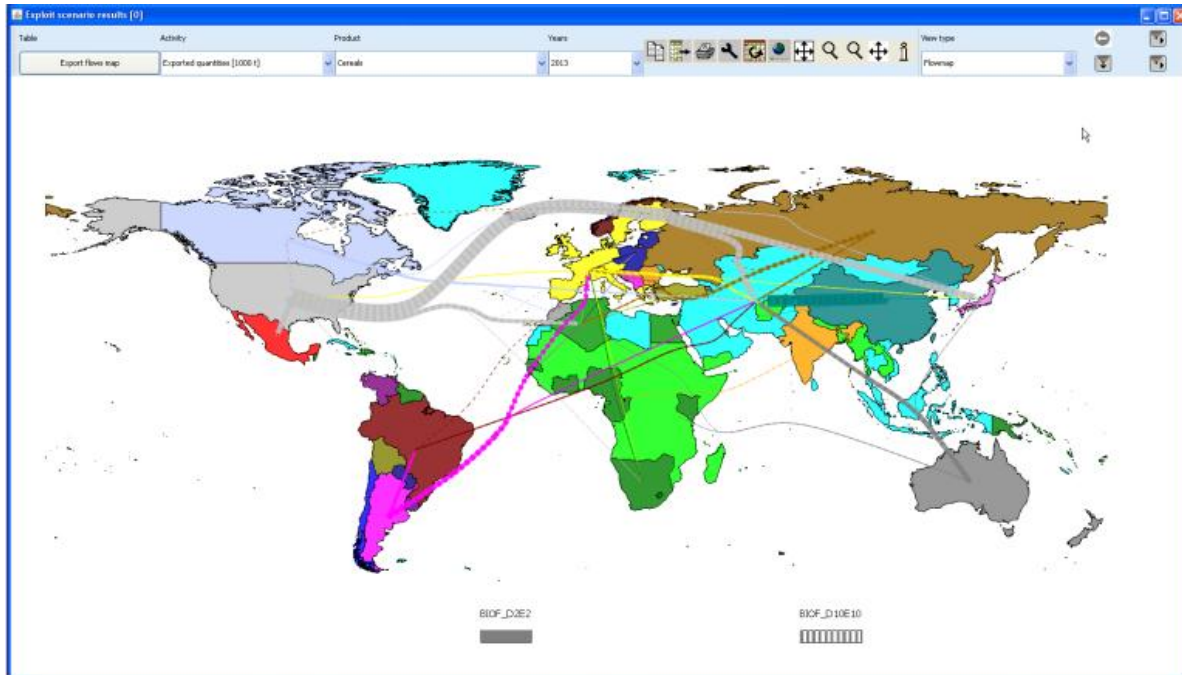 Exploit scenario results [0]
Table Activity Product Years View type
Export flows map Exported quantities [1000 t] Cereals 2013 Flowmap
BIOF_D2E2 BIOF_D10E10